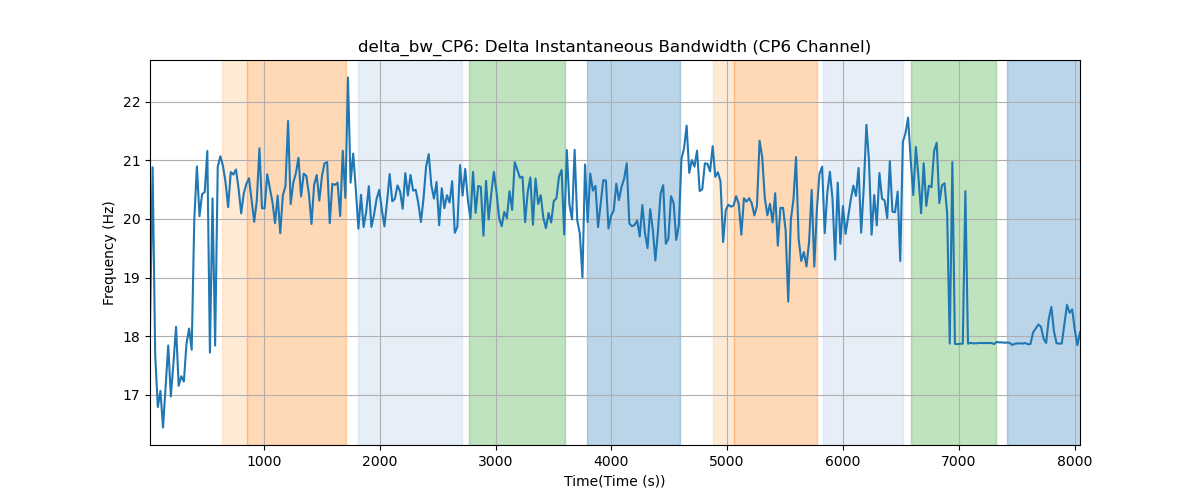 delta_bw_CP6: Delta Instantaneous Bandwidth (CP6 Channel)
Frequency (Hz)
22
21
20
19
18
17
1000 2000 3000 4000 5000 6000 7000 8000
Time(Time (s))